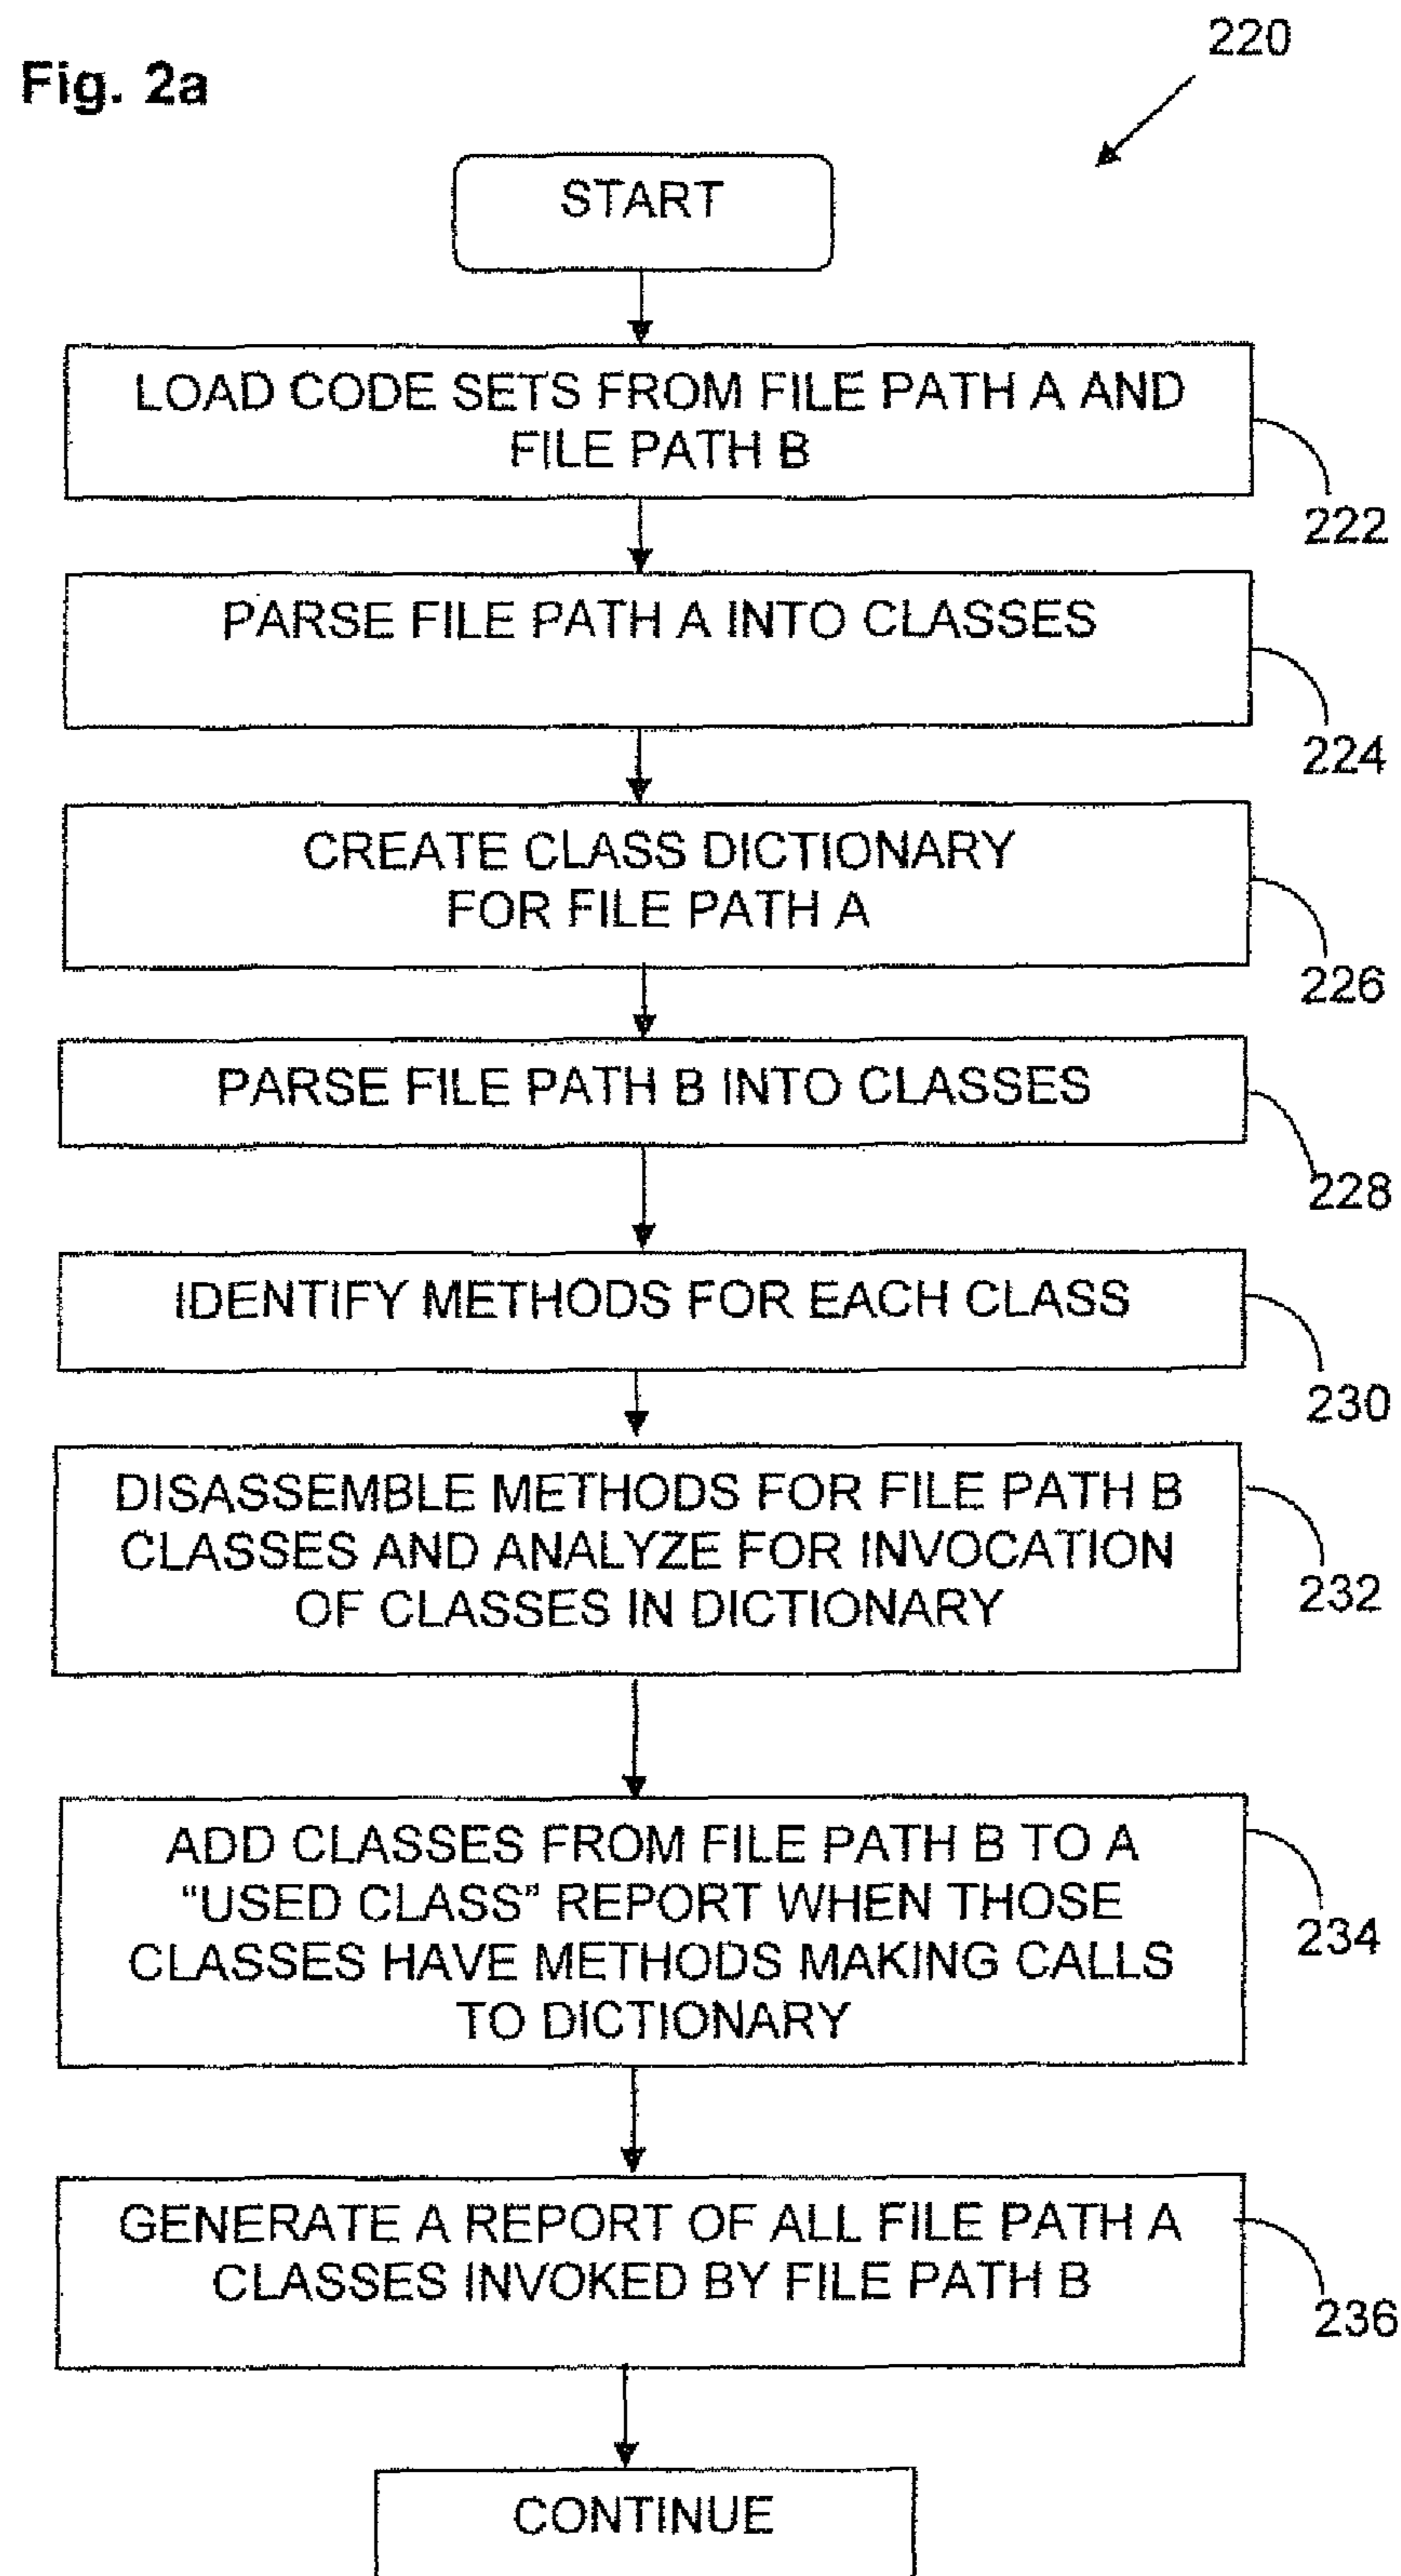 220
Fig. 2a
START
LOAD CODE SETS FROM FILE PATH A AND
FILE PATH B
222
PARSE FILE PATH A INTO CLASSES
224
CREATE CLASS DICTIONARY
FOR FILE PATH A
226
PARSE FILE PATH B INTO CLASSES
228
IDENTIFY METHODS FOR EACH CLASS
230
DISASSEMBLE METHODS FOR FILE PATH B
CLASSES AND ANALYZE FOR INVOCATION
OF CLASSES IN DICTIONARY
232
ADD CLASSES FROM FILE PATH B TO A
“USED CLASS” REPORT WHEN THOSE
CLASSES HAVE METHODS MAKING CALLS
TO DICTIONARY
234
GENERATE A REPORT OF ALL FILE PATH A
CLASSES INVOKED BY FILE PATH B
236
CONTINUE